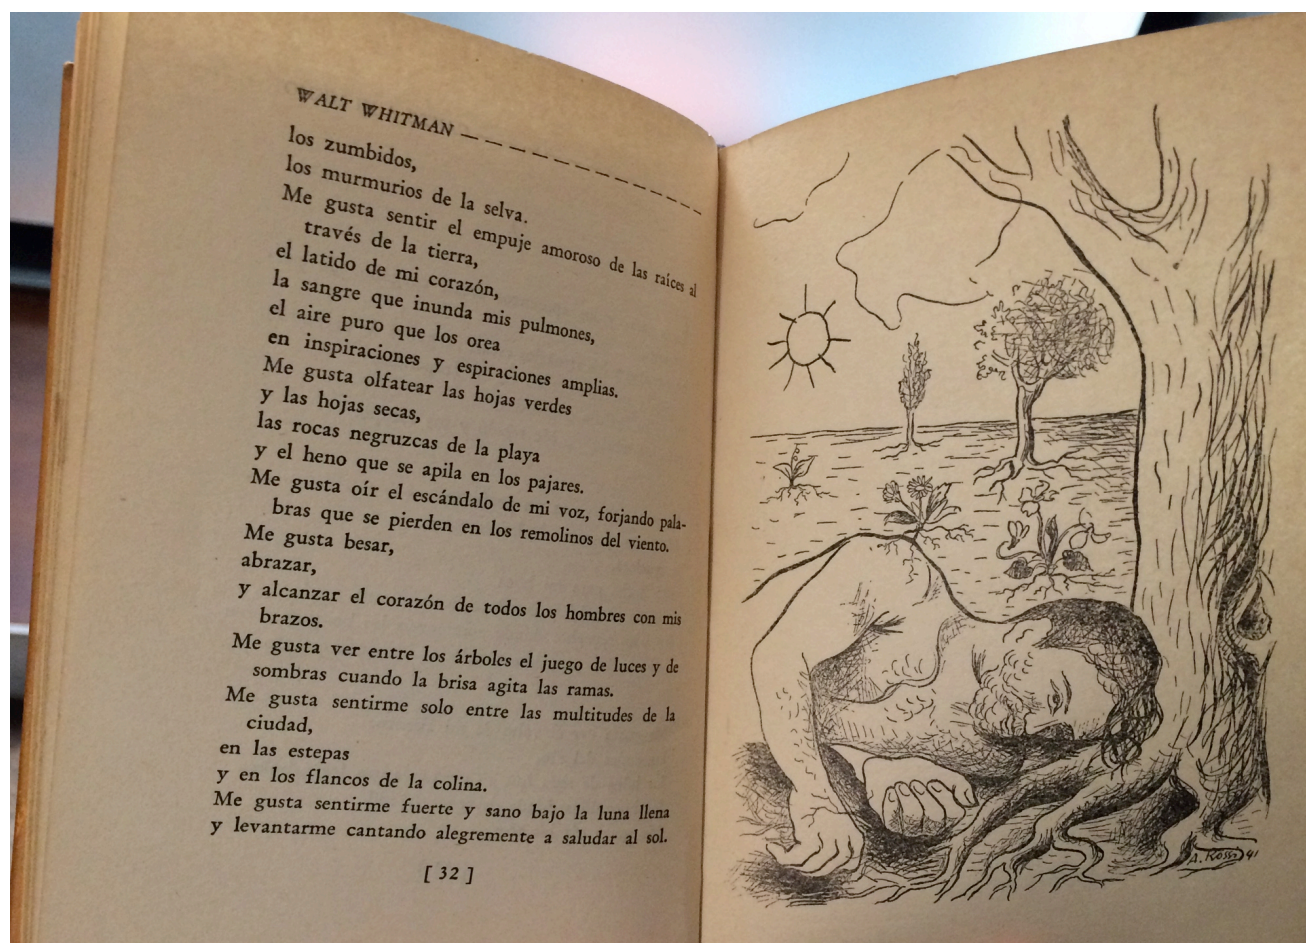 WALT WHITMAN
los zumbidos,
los murmurios de la selva.
Me gusta sentir el empuje amoroso de las raíces al
través de la tierra,
el latido de mi corazón,
la sangre que inunda mis pulmones,
el aire puro que los orea
en inspiraciones y espiraciones amplias.
Me gusta olfatear las hojas verdes
y las hojas secas,
las rocas negruzcas de la playa
y el heno que se apila en los pajares.
Me gusta oír el escándalo de mi voz, forjando pala-
bras que se pierden en los remolinos del viento.
Me gusta besar,
abrazar,
y alcanzar el corazón de todos los hombres con mis
brazos.
Me gusta ver entre los árboles el juego de luces y de
sombras cuando la brisa agita las ramas.
Me gusta sentirme solo entre las multitudes de la
ciudad,
en las estepas
y en los flancos de la colina.
Me gusta sentirme fuerte y sano bajo la luna llena
y levantarme cantando alegremente a saludar al sol.
[ 32 ]
A. Rossi 41